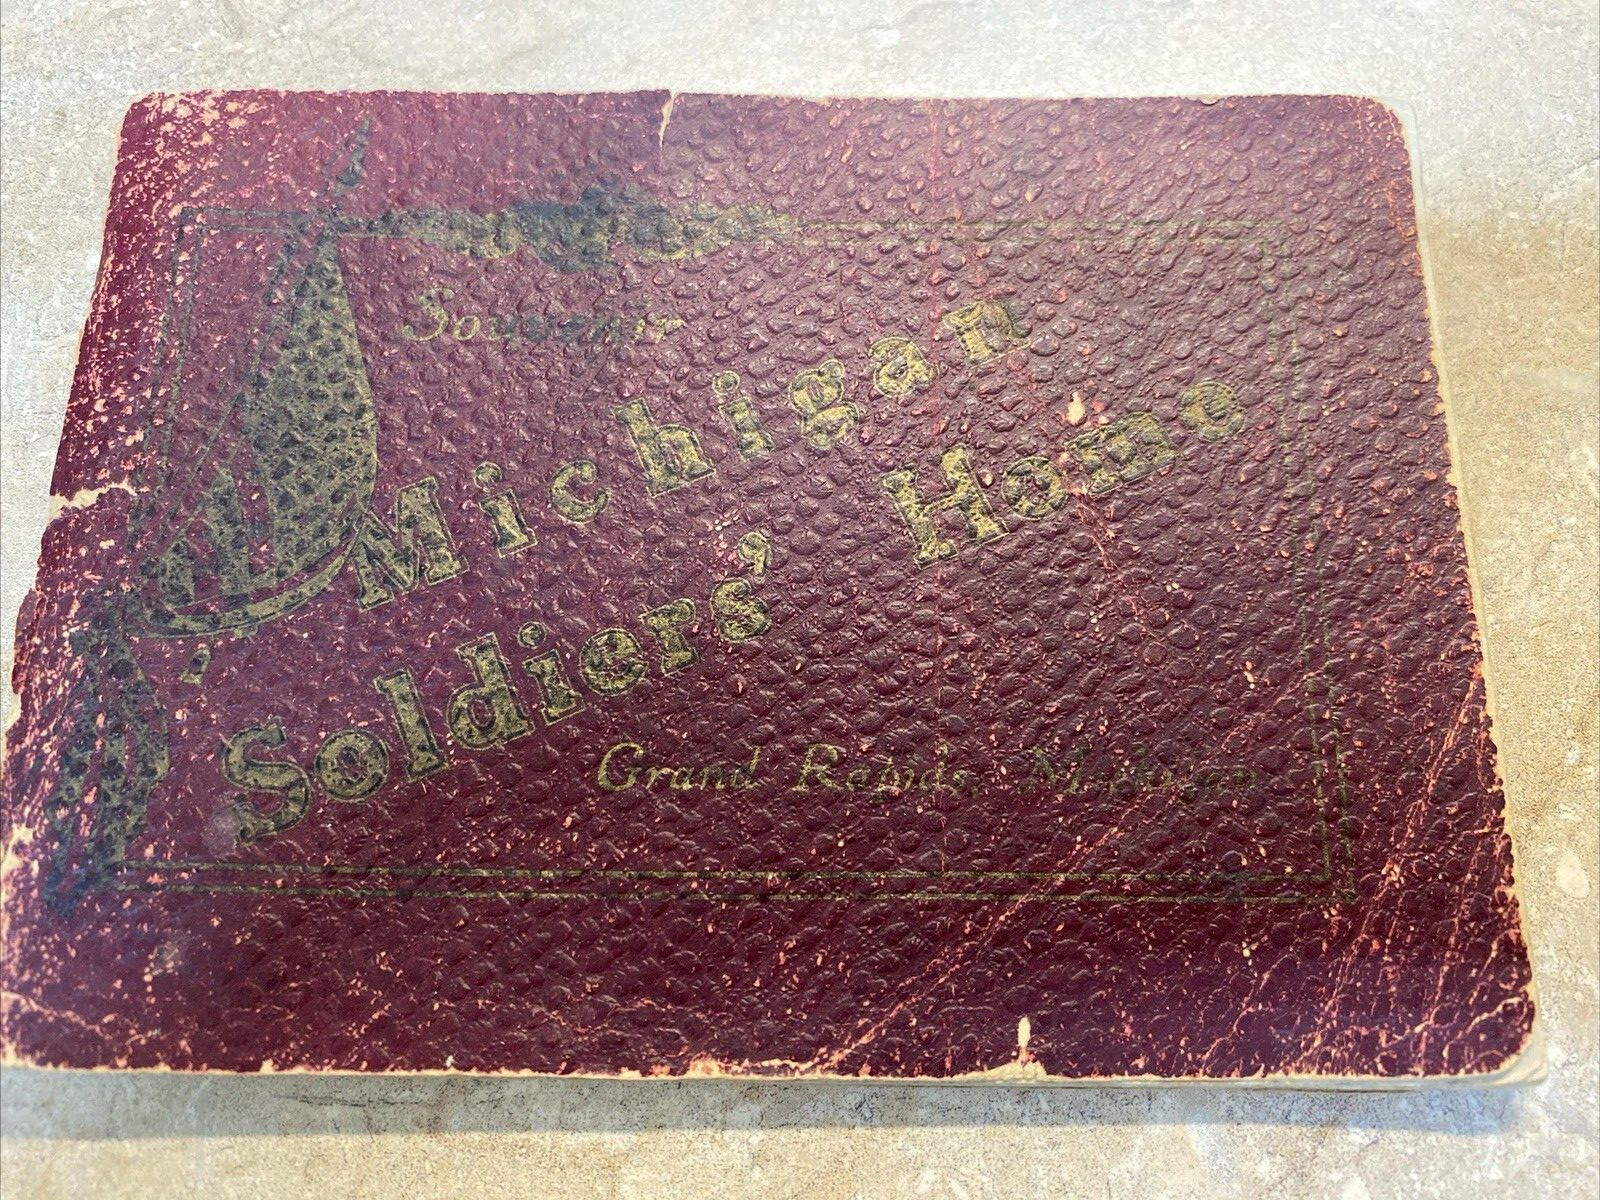 Souvenir
Michigan
Soldiers' Home
Grand Rapids, Michigan